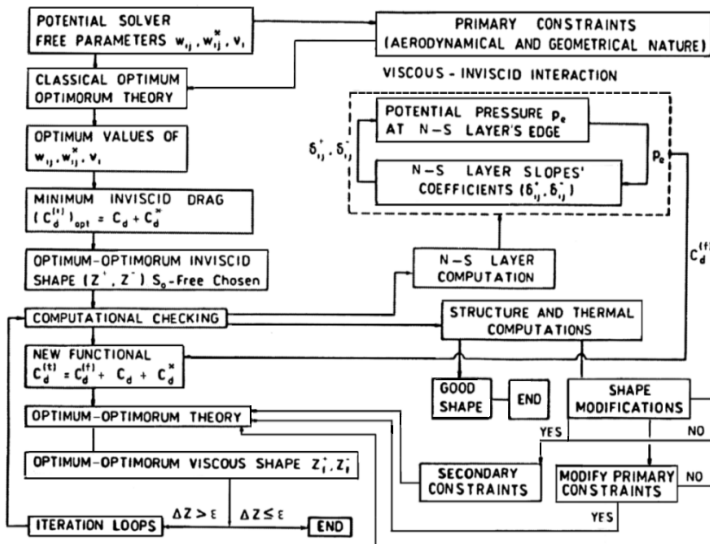 POTENTIAL SOLVER
FREE PARAMETERS w_ij, w*_ij, v_i
PRIMARY CONSTRAINTS
(AERODYNAMICAL AND GEOMETRICAL NATURE)
CLASSICAL OPTIMUM
OPTIMORUM THEORY
VISCOUS - INVISCID INTERACTION
OPTIMUM VALUES OF
w_ij, w*_ij, v_i
POTENTIAL PRESSURE p_e
AT N-S LAYER'S EDGE
δ⁺_ij, δ⁻_ij
p_e
N-S LAYER SLOPES'
COEFFICIENTS (δ⁺_ij, δ⁻_ij)
MINIMUM INVISCID DRAG
(C_d^(i))_opt = C_d + C_d^*
OPTIMUM-OPTIMORUM INVISCID
SHAPE (Z⁺, Z⁻) S_o-Free Chosen
N-S LAYER
COMPUTATION
C_d^(f)
COMPUTATIONAL CHECKING
STRUCTURE AND THERMAL
COMPUTATIONS
NEW FUNCTIONAL
C_d^(t) = C_d^(f) + C_d + C_d^*
GOOD
SHAPE
END
SHAPE
MODIFICATIONS
OPTIMUM-OPTIMORUM THEORY
YES
NO
OPTIMUM-OPTIMORUM VISCOUS SHAPE Z⁺_f, Z⁻_f
SECONDARY
CONSTRAINTS
MODIFY PRIMARY
CONSTRAINTS
NO
YES
ITERATION LOOPS
ΔZ > ε
ΔZ ≤ ε
END